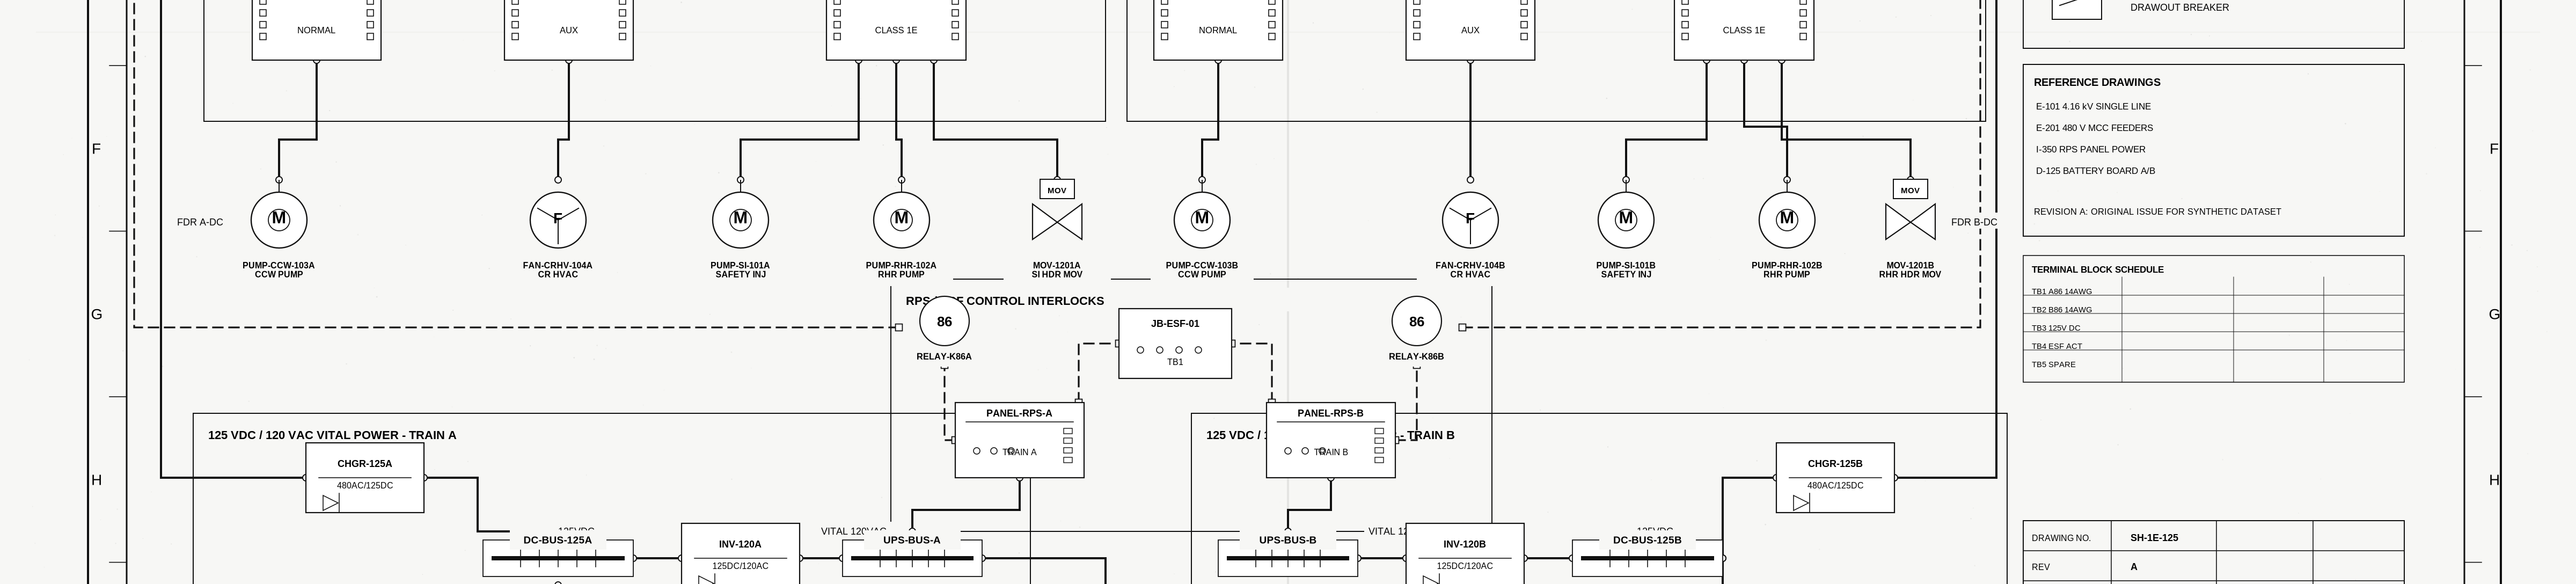 NORMAL
AUX
CLASS 1E
NORMAL
AUX
CLASS 1E
DRAWOUT BREAKER
REFERENCE DRAWINGS
E-101 4.16 kV SINGLE LINE
E-201 480 V MCC FEEDERS
I-350 RPS PANEL POWER
D-125 BATTERY BOARD A/B
REVISION A: ORIGINAL ISSUE FOR SYNTHETIC DATASET
F
F
FDR A-DC
M
F
M
M
MOV
M
F
M
M
MOV
FDR B-DC
PUMP-CCW-103A
CCW PUMP
FAN-CRHV-104A
CR HVAC
PUMP-SI-101A
SAFETY INJ
PUMP-RHR-102A
RHR PUMP
MOV-1201A
SI HDR MOV
PUMP-CCW-103B
CCW PUMP
FAN-CRHV-104B
CR HVAC
PUMP-SI-101B
SAFETY INJ
PUMP-RHR-102B
RHR PUMP
MOV-1201B
RHR HDR MOV
TERMINAL BLOCK SCHEDULE
TB1 A86 14AWG
TB2 B86 14AWG
TB3 125V DC
TB4 ESF ACT
TB5 SPARE
G
G
RPS CONTROL INTERLOCKS
86
RELAY-K86A
JB-ESF-01
TB1
86
RELAY-K86B
125 VDC / 120 VAC VITAL POWER - TRAIN A
PANEL-RPS-A
TRAIN A
125 VDC / - TRAIN B
PANEL-RPS-B
TRAIN B
H
H
CHGR-125A
480AC/125DC
CHGR-125B
480AC/125DC
125VDC
DC-BUS-125A
INV-120A
125DC/120AC
VITAL 120VAC
UPS-BUS-A
UPS-BUS-B
VITAL
INV-120B
125DC/120AC
125VDC
DC-BUS-125B
DRAWING NO. SH-1E-125
REV A